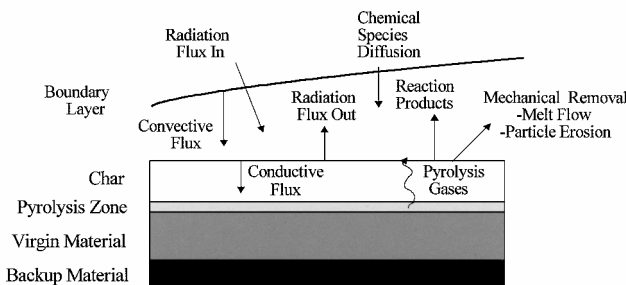 Radiation
Flux In
Chemical
Species
Diffusion
Boundary
Layer
Convective
Flux
Radiation
Flux Out
Reaction
Products
Mechanical Removal
-Melt Flow
-Particle Erosion
Char
Conductive
Flux
Pyrolysis
Gases
Pyrolysis Zone
Virgin Material
Backup Material